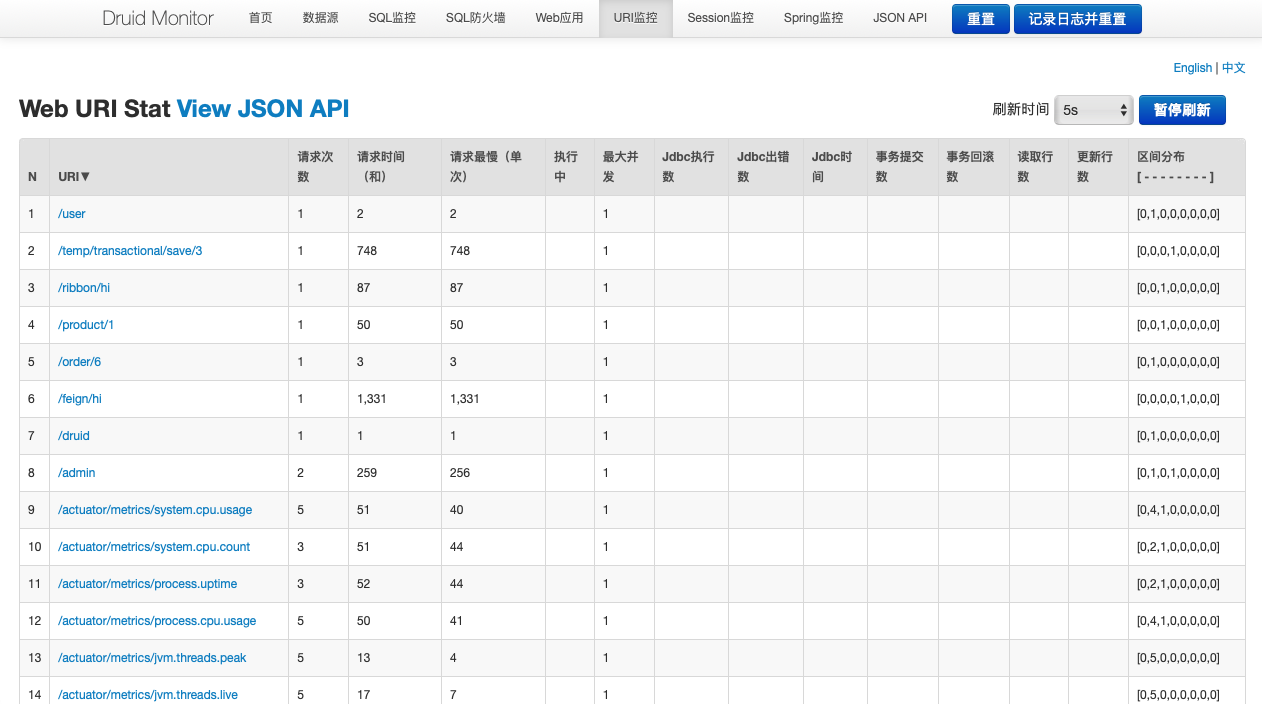 Druid Monitor 首页 数据源 SQL监控 SQL防火墙 Web应用 URI监控 Session监控 Spring监控 JSON API 重置 记录日志并重置
English | 中文
Web URI Stat View JSON API 刷新时间 5s 暂停刷新
N URI▼ 请求次数 请求时间（和） 请求最慢（单次） 执行中 最大并发 Jdbc执行数 Jdbc出错数 Jdbc时间 事务提交数 事务回滚数 读取行数 更新行数 区间分布 [ - - - - - - - - ]
1 /user 1 2 2 1 [0,1,0,0,0,0,0,0]
2 /temp/transactional/save/3 1 748 748 1 [0,0,0,1,0,0,0,0]
3 /ribbon/hi 1 87 87 1 [0,0,1,0,0,0,0,0]
4 /product/1 1 50 50 1 [0,0,1,0,0,0,0,0]
5 /order/6 1 3 3 1 [0,1,0,0,0,0,0,0]
6 /feign/hi 1 1,331 1,331 1 [0,0,0,0,1,0,0,0]
7 /druid 1 1 1 1 [0,1,0,0,0,0,0,0]
8 /admin 2 259 256 1 [0,1,0,1,0,0,0,0]
9 /actuator/metrics/system.cpu.usage 5 51 40 1 [0,4,1,0,0,0,0,0]
10 /actuator/metrics/system.cpu.count 3 51 44 1 [0,2,1,0,0,0,0,0]
11 /actuator/metrics/process.uptime 3 52 44 1 [0,2,1,0,0,0,0,0]
12 /actuator/metrics/process.cpu.usage 5 50 41 1 [0,4,1,0,0,0,0,0]
13 /actuator/metrics/jvm.threads.peak 5 13 4 1 [0,5,0,0,0,0,0,0]
14 /actuator/metrics/jvm.threads.live 5 17 7 1 [0,5,0,0,0,0,0,0]